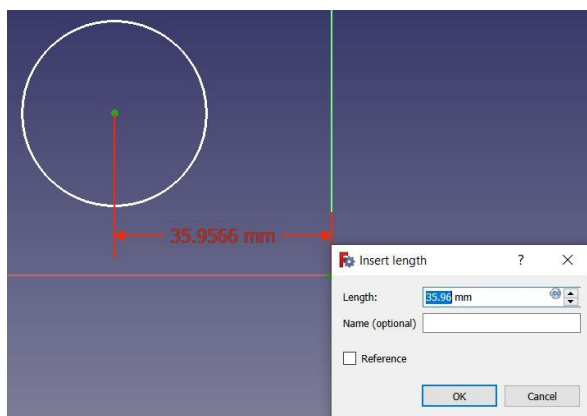 35.9566 mm
Insert length
?
Length:
35.96 mm
Name (optional)
Reference
OK
Cancel